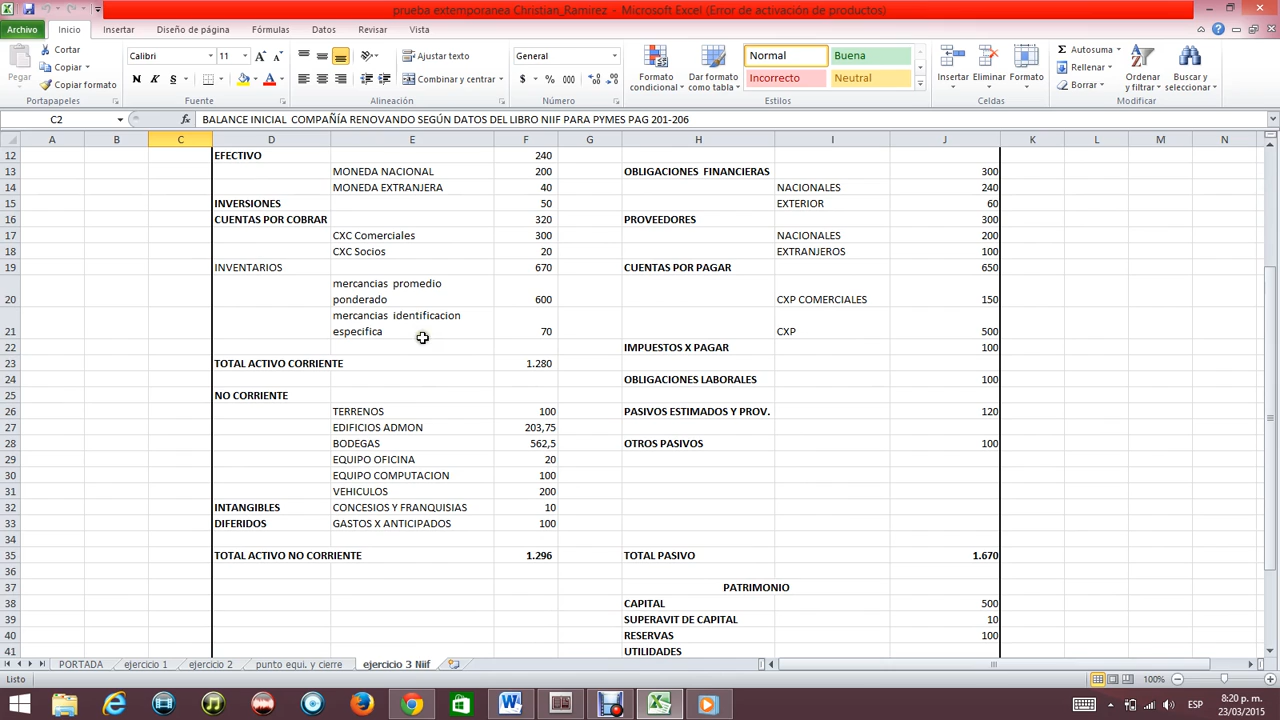 prueba extemporanea Christian_Ramirez - Microsoft Excel (Error de activación de productos)
Archivo Inicio Insertar Diseño de página Fórmulas Datos Revisar Vista
Cortar Calibri 11 Ajustar texto General Normal Buena Autosuma
Pegar Copiar Combinar y centrar Formato condicional Dar formato como tabla Incorrecto Neutral Insertar Eliminar Formato Rellenar Ordenar y filtrar Buscar y seleccionar
Copiar formato N K S $ % 000 Borrar
Portapapeles Fuente Alineación Número Estilos Celdas Modificar
C2 fx BALANCE INICIAL COMPAÑÍA RENOVANDO SEGÚN DATOS DEL LIBRO NIIF PARA PYMES PAG 201-206
A B C D E F G H I J K L M N
12 EFECTIVO 240
13 MONEDA NACIONAL 200 OBLIGACIONES FINANCIERAS 300
14 MONEDA EXTRANJERA 40 NACIONALES 240
15 INVERSIONES 50 EXTERIOR 60
16 CUENTAS POR COBRAR 320 PROVEEDORES 300
17 CXC Comerciales 300 NACIONALES 200
18 CXC Socios 20 EXTRANJEROS 100
19 INVENTARIOS 670 CUENTAS POR PAGAR 650
mercancias promedio
20 ponderado 600 CXP COMERCIALES 150
mercancias identificacion
21 especifica 70 CXP 500
22 IMPUESTOS X PAGAR 100
23 TOTAL ACTIVO CORRIENTE 1.280
24 OBLIGACIONES LABORALES 100
25 NO CORRIENTE
26 TERRENOS 100 PASIVOS ESTIMADOS Y PROV. 120
27 EDIFICIOS ADMON 203,75
28 BODEGAS 562,5 OTROS PASIVOS 100
29 EQUIPO OFICINA 20
30 EQUIPO COMPUTACION 100
31 VEHICULOS 200
32 INTANGIBLES CONCESIOS Y FRANQUISIAS 10
33 DIFERIDOS GASTOS X ANTICIPADOS 100
34
35 TOTAL ACTIVO NO CORRIENTE 1.296 TOTAL PASIVO 1.670
36
37 PATRIMONIO
38 CAPITAL 500
39 SUPERAVIT DE CAPITAL 10
40 RESERVAS 100
41 UTILIDADES
PORTADA ejercicio 1 ejercicio 2 punto equi. y cierre ejercicio 3 Niif
Listo 100%
ESP 8:20 p. m.
23/03/2015